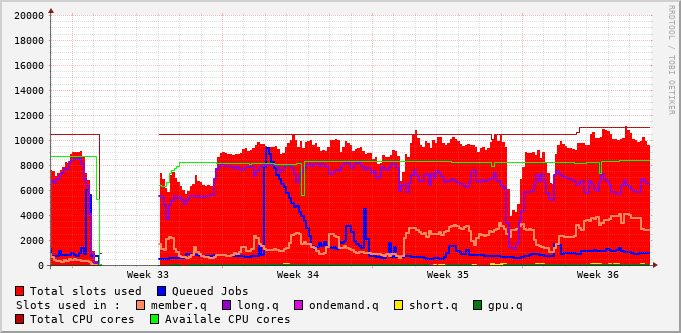 20000
18000
16000
14000
12000
10000
8000
6000
4000
2000
0
Week 33 Week 34 Week 35 Week 36
RRDTOOL / TOBI OETIKER
Total slots used Queued Jobs
Slots used in : member.q long.q ondemand.q short.q gpu.q
Total CPU cores Availale CPU cores